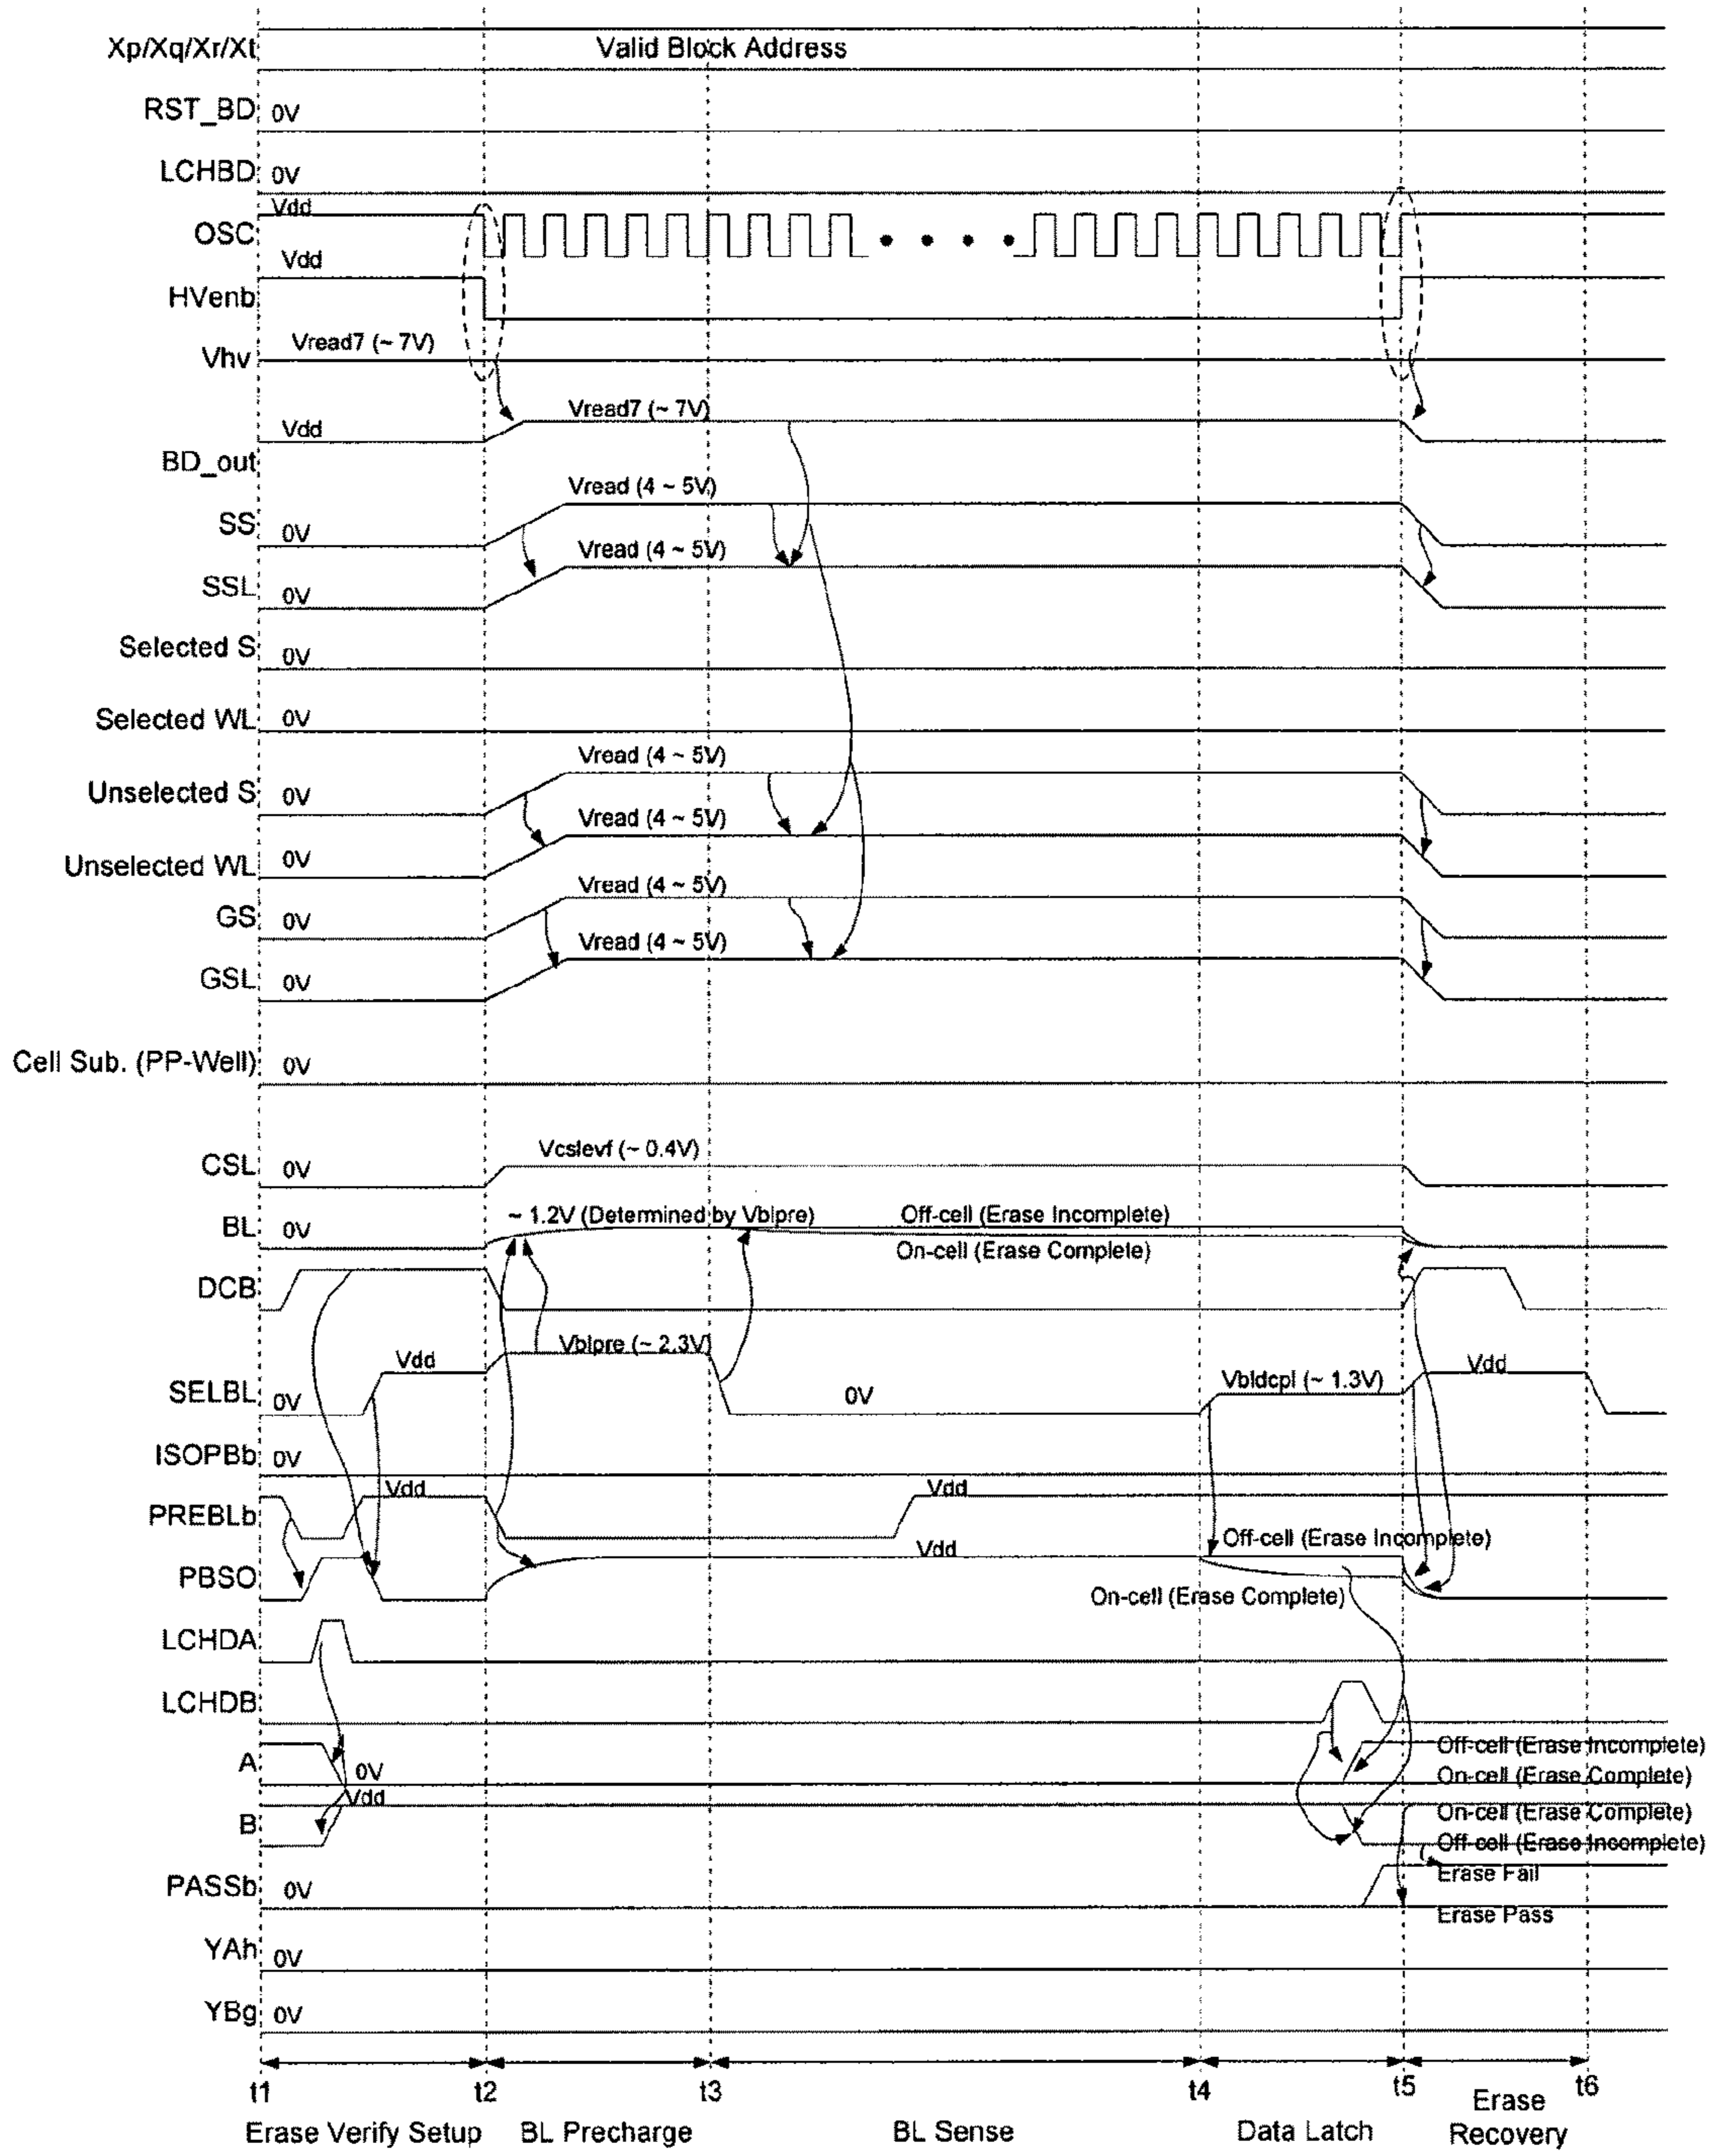 Xp/Xq/Xr/Xt Valid Block Address
RST_BD 0V
LCHBD 0V
Vdd
OSC
Vdd
HVenb
Vread7 (~ 7V)
Vhv
Vread7 (~ 7V)
Vdd
BD_out
Vread (4 ~ 5V)
SS 0V
Vread (4 ~ 5V)
SSL 0V
Selected S 0V
Selected WL 0V
Vread (4 ~ 5V)
Unselected S 0V
Vread (4 ~ 5V)
Unselected WL 0V
Vread (4 ~ 5V)
GS 0V
Vread (4 ~ 5V)
GSL 0V
Cell Sub. (PP-Well) 0V
Vcslevf (~ 0.4V)
CSL 0V
~ 1.2V (Determined by Vblpre) Off-cell (Erase Incomplete)
BL 0V
On-cell (Erase Complete)
DCB
Vblpre (~ 2.3V)
Vdd Vdd
Vbldcpl (~ 1.3V)
SELBL 0V 0V
ISOPBb 0V
Vdd Vdd
PREBLb
Off-cell (Erase Incomplete)
Vdd
PBSO
On-cell (Erase Complete)
LCHDA
LCHDB
Off-cell (Erase Incomplete)
A 0V On-cell (Erase Complete)
Vdd
On-cell (Erase Complete)
B
Off-cell (Erase Incomplete)
Erase Fail
PASSb 0V
Erase Pass
YAh 0V
YBg 0V
t1 t2 t3 t4 t5 t6
Erase Verify Setup BL Precharge BL Sense Data Latch Erase
Recovery